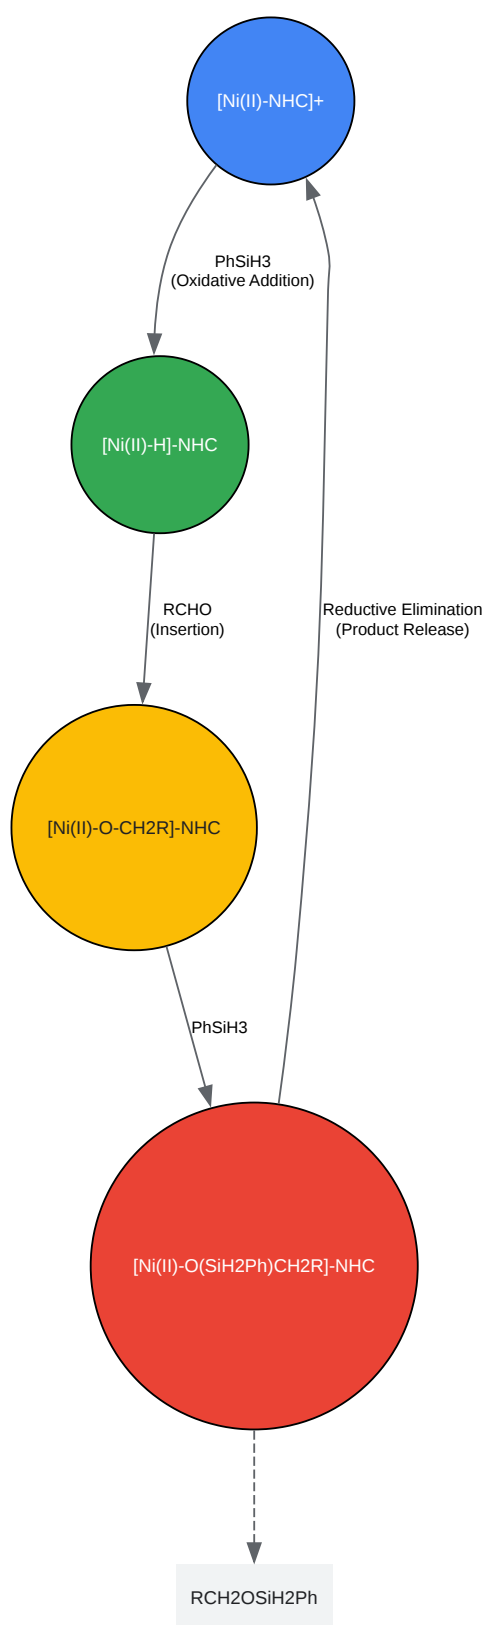 [Ni(II)-NHC]+
PhSiH3
(Oxidative Addition)
[Ni(II)-H]-NHC
RCHO
(Insertion)
Reductive Elimination
(Product Release)
[Ni(II)-O-CH2R]-NHC
PhSiH3
[Ni(II)-O(SiH2Ph)CH2R]-NHC
RCH2OSiH2Ph